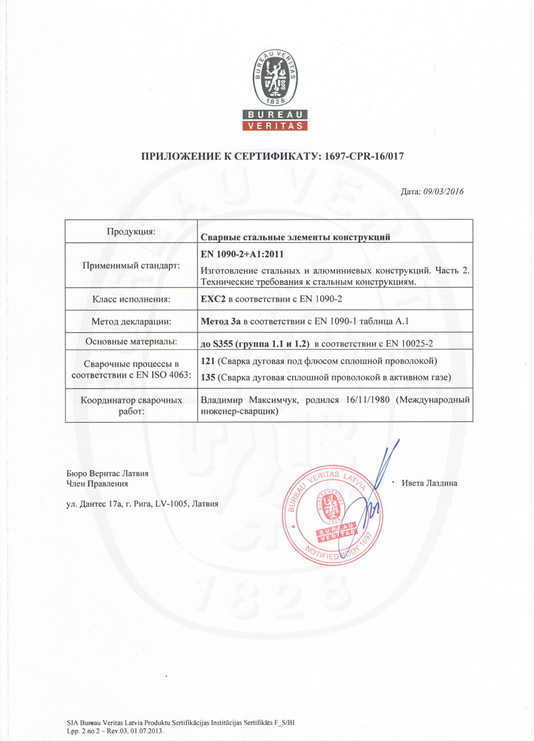 BUREAU VERITAS
1828
BUREAU
VERITAS
ПРИЛОЖЕНИЕ К СЕРТИФИКАТУ: 1697-CPR-16/017
Дата: 09/03/2016
Продукция:
Сварные стальные элементы конструкций
Применимый стандарт:
EN 1090-2+A1:2011
Изготовление стальных и алюминиевых конструкций. Часть 2.
Технические требования к стальным конструкциям.
Класс исполнения:
EXC2 в соответствии с EN 1090-2
Метод декларации:
Метод 3а в соответствии с EN 1090-1 таблица А.1
Основные материалы:
до S355 (группа 1.1 и 1.2) в соответствии с EN 10025-2
Сварочные процессы в
соответствии с EN ISO 4063:
121 (Сварка дуговая под флюсом сплошной проволокой)
135 (Сварка дуговая сплошной проволокой в активном газе)
Координатор сварочных
работ:
Владимир Максимчук, родился 16/11/1980 (Международный
инженер-сварщик)
Бюро Веритас Латвия
Член Правления
Ивета Лаздина
ул. Дантес 17а, г. Рига, LV-1005, Латвия
BUREAU VERITAS LATVIA
BUREAU
VERITAS
NOTIFIED BODY 1697
1828
SIA Bureau Veritas Latvia Produktu Sertifikācijas Institūcijas Sertifikāts F_S/BI
Lpp. 2 no 2 – Rev.03, 01.07.2013.